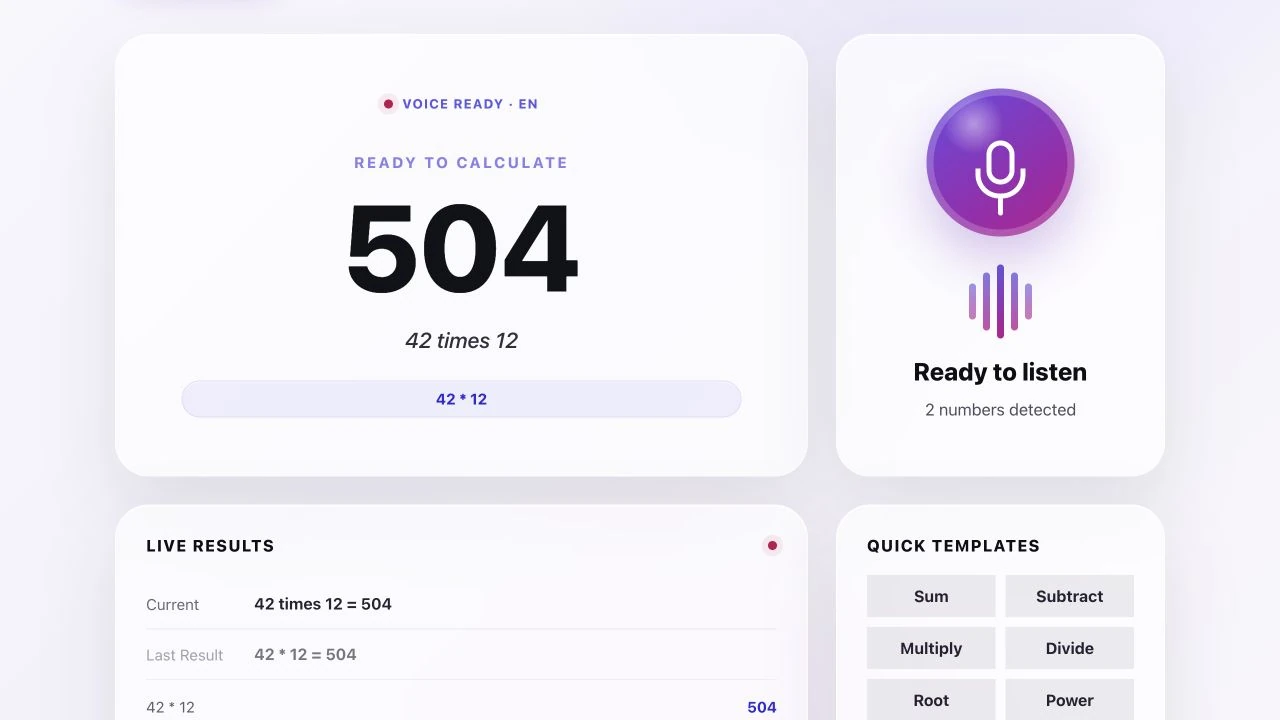 VOICE READY · EN
READY TO CALCULATE
504
42 times 12
42 * 12
Ready to listen
2 numbers detected
LIVE RESULTS
Current 42 times 12 = 504
Last Result 42 * 12 = 504
42 * 12 504
QUICK TEMPLATES
Sum Subtract
Multiply Divide
Root Power